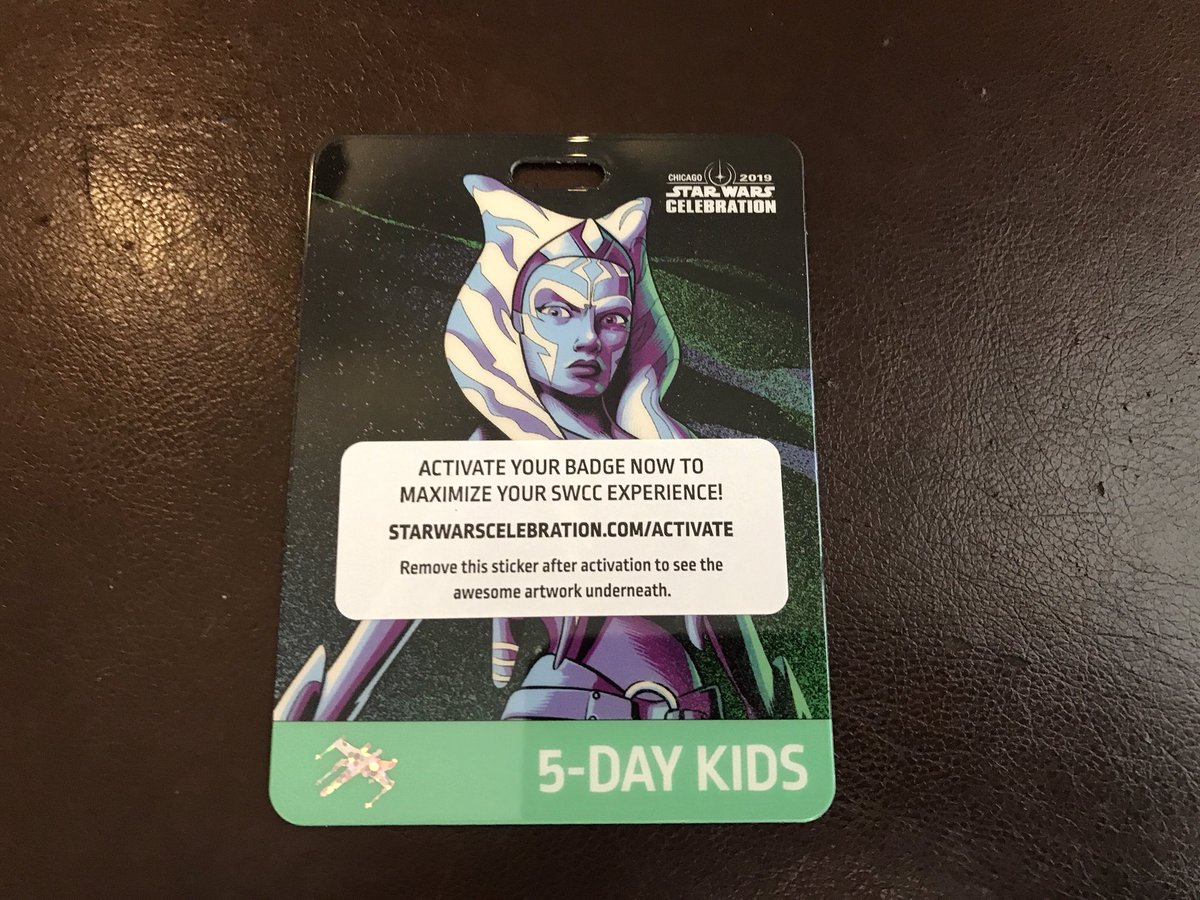 CHICAGO 2019
STAR WARS
CELEBRATION
ACTIVATE YOUR BADGE NOW TO
MAXIMIZE YOUR SWCC EXPERIENCE!
STARWARSCELEBRATION.COM/ACTIVATE
Remove this sticker after activation to see the
awesome artwork underneath.
5-DAY KIDS